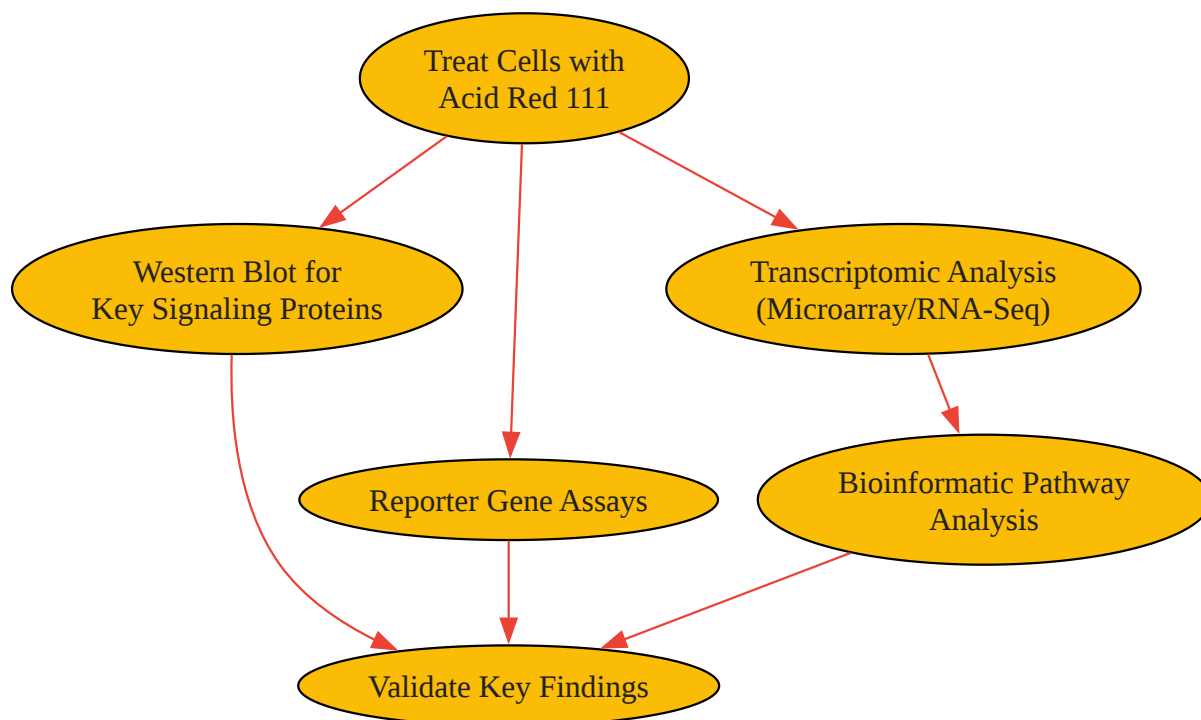 Treat Cells with
Acid Red 111
Western Blot for
Key Signaling Proteins
Transcriptomic Analysis
(Microarray/RNA-Seq)
Reporter Gene Assays
Bioinformatic Pathway
Analysis
Validate Key Findings